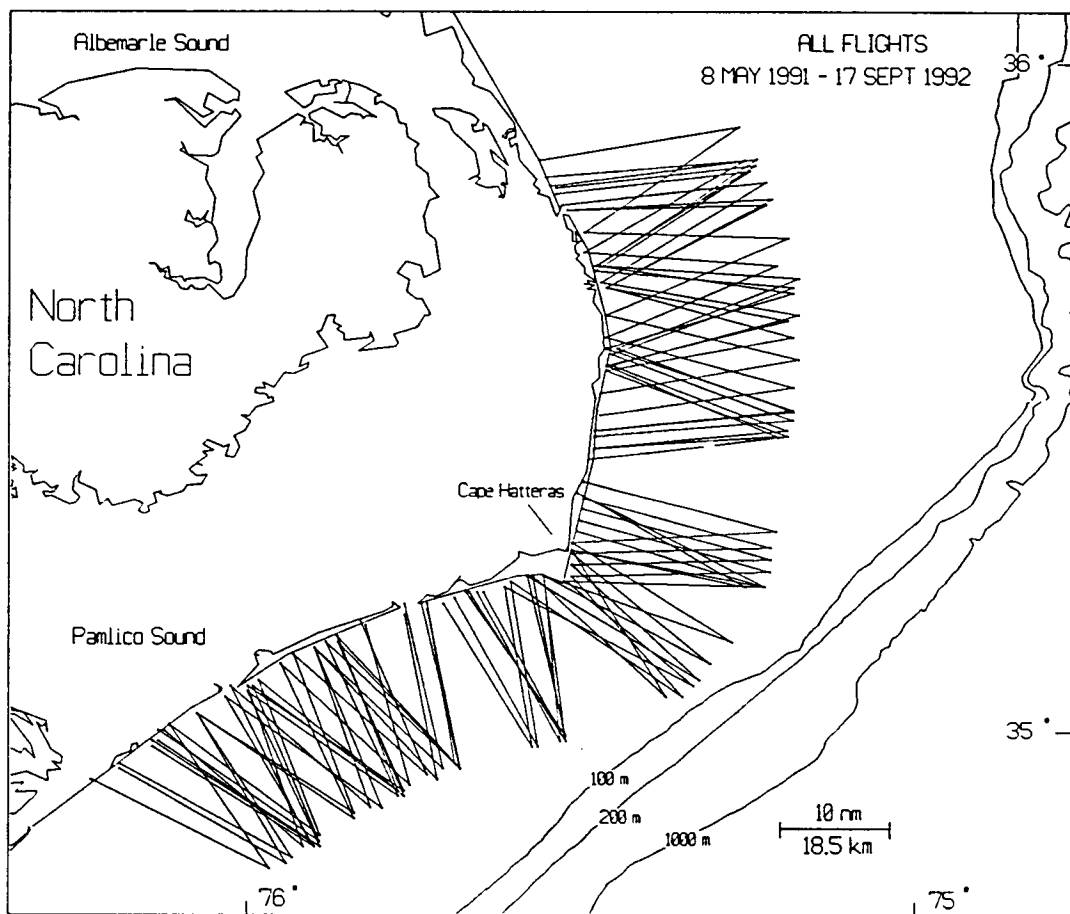 Albemarle Sound
ALL FLIGHTS
8 MAY 1991 - 17 SEPT 1992
36°
North
Carolina
Cape Hatteras
Pamlico Sound
35°
100 m
200 m
1000 m
10 nm
18.5 km
76°
75°